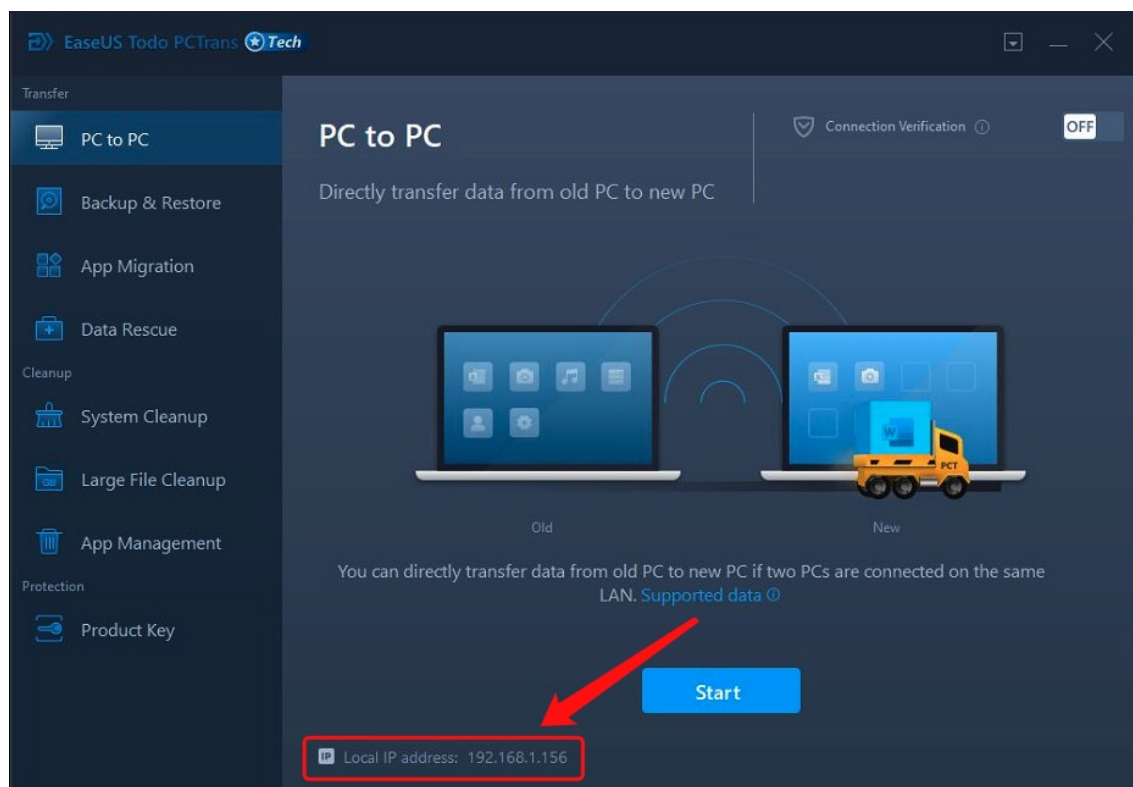 EaseUS Todo PCTrans Tech
Transfer
PC to PC
Backup & Restore
App Migration
Data Rescue
Cleanup
System Cleanup
Large File Cleanup
GB
App Management
Protection
Product Key
PC to PC
Directly transfer data from old PC to new PC
Connection Verification
OFF
W
PCT
Old
New
You can directly transfer data from old PC to new PC if two PCs are connected on the same
LAN. Supported data
Start
IP Local IP address: 192.168.1.156